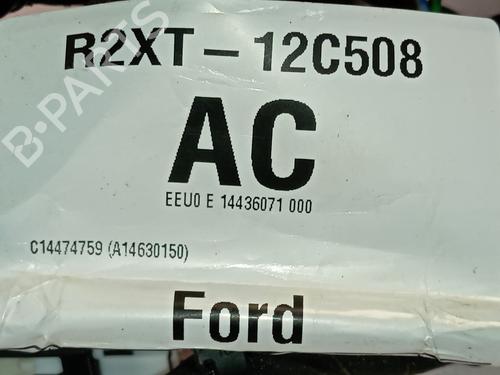 R2XT-12C508
AC
EEU0 E 14436071 000
C14474759 (A14630150)
Ford
B-PARTS